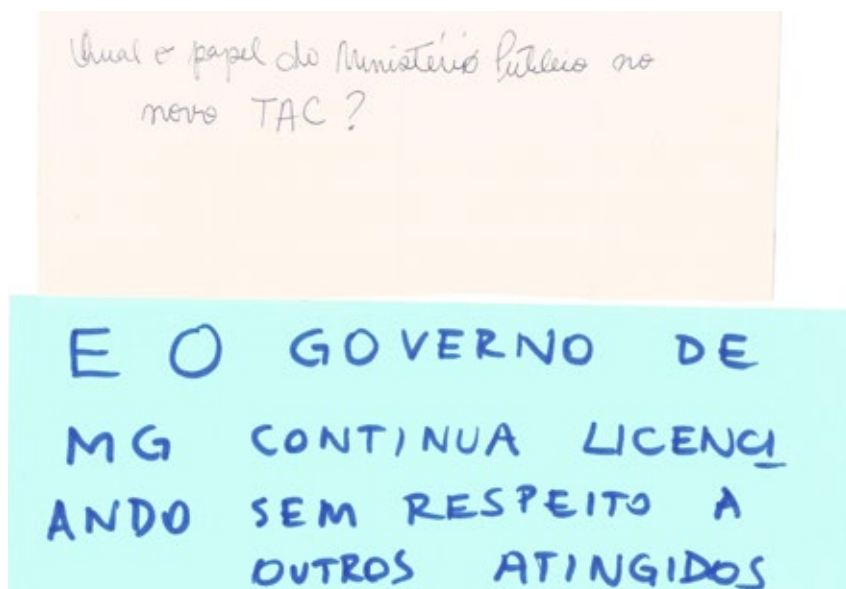 Qual o papel do Ministério Público no
novo TAC?
E O GOVERNO DE
MG CONTINUA LICENCI
ANDO SEM RESPEITO A
OUTROS ATINGIDOS